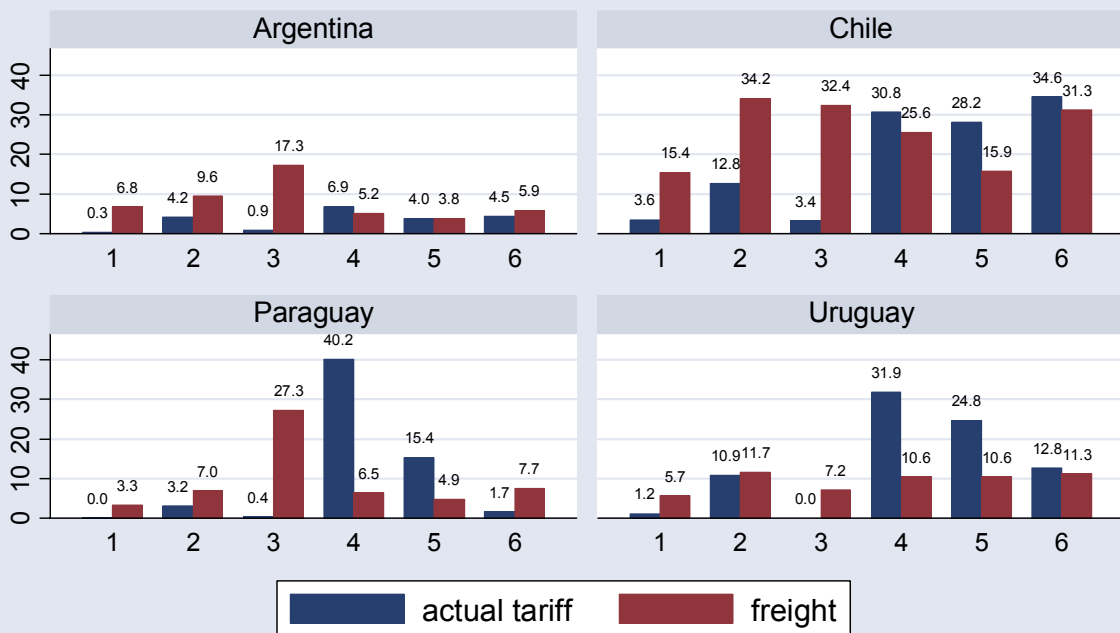 Argentina
40
30
20
10
0
0.3 6.8 4.2 9.6 0.9 17.3 6.9 5.2 4.0 3.8 4.5 5.9
1 2 3 4 5 6
Chile
3.6 15.4 12.8 34.2 3.4 32.4 30.8 25.6 28.2 15.9 34.6 31.3
1 2 3 4 5 6
Paraguay
40
30
20
10
0
0.0 3.3 3.2 7.0 0.4 27.3 40.2 6.5 15.4 4.9 1.7 7.7
1 2 3 4 5 6
Uruguay
1.2 5.7 10.9 11.7 0.0 7.2 31.9 10.6 24.8 10.6 12.8 11.3
1 2 3 4 5 6
actual tariff freight